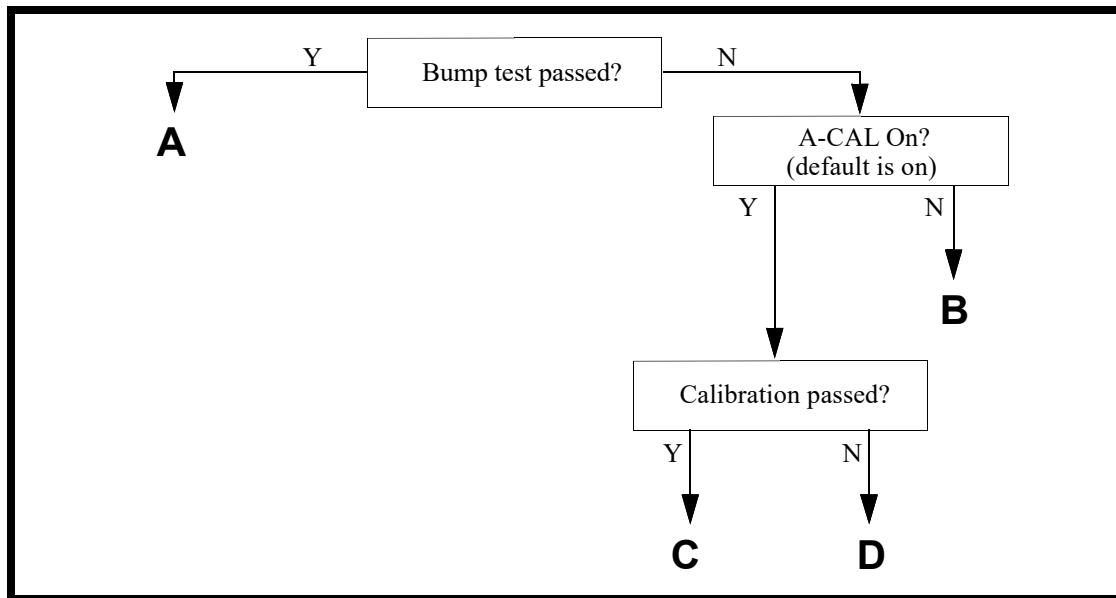 Y
Bump test passed?
N
A
A-CAL On?
(default is on)
Y
N
B
Calibration passed?
Y
N
C
D